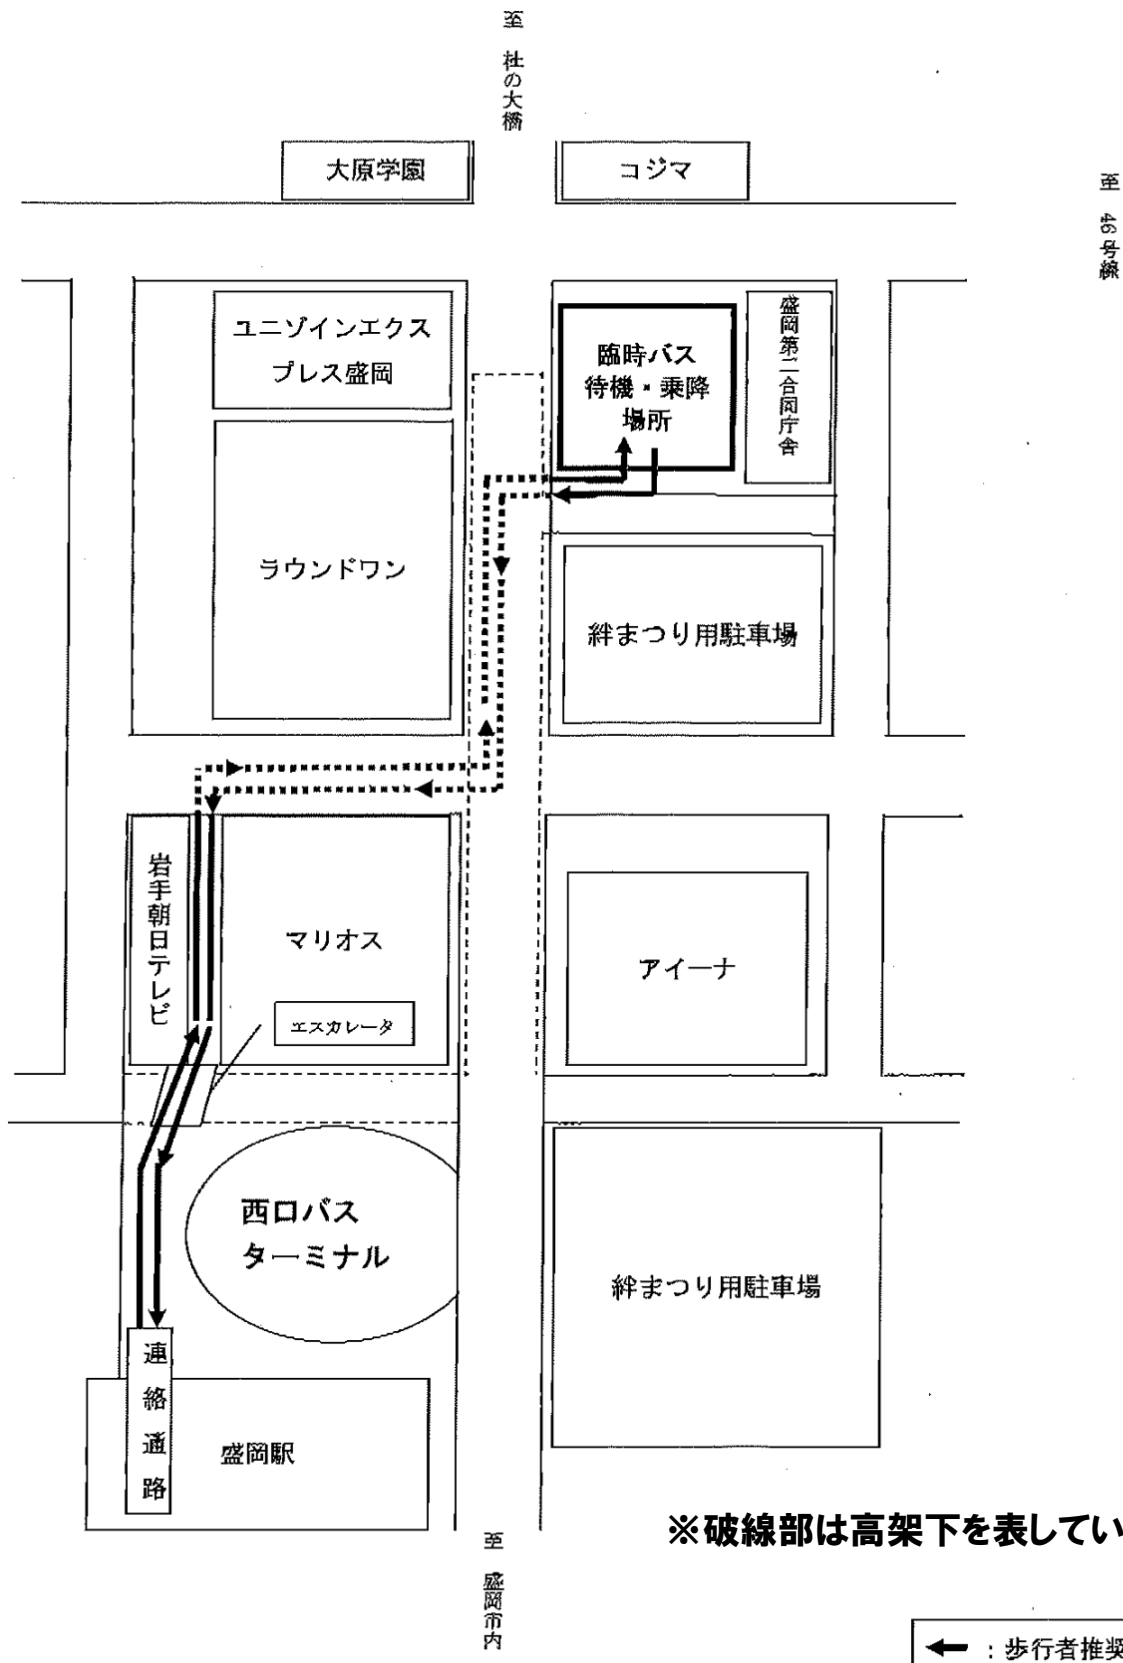 至 杜の大橋
大原学園
コジマ
至 46号線
ユニゾインエクス
プレス盛岡
臨時バス
待機・乗降
場所
盛岡第二合同庁舎
ラウンドワン
絆まつり用駐車場
岩手朝日テレビ
マリオス
エスカレータ
アイーナ
西口バス
ターミナル
絆まつり用駐車場
連絡通路
盛岡駅
※破線部は高架下を表してい
至 盛岡市内
：歩行者推奨